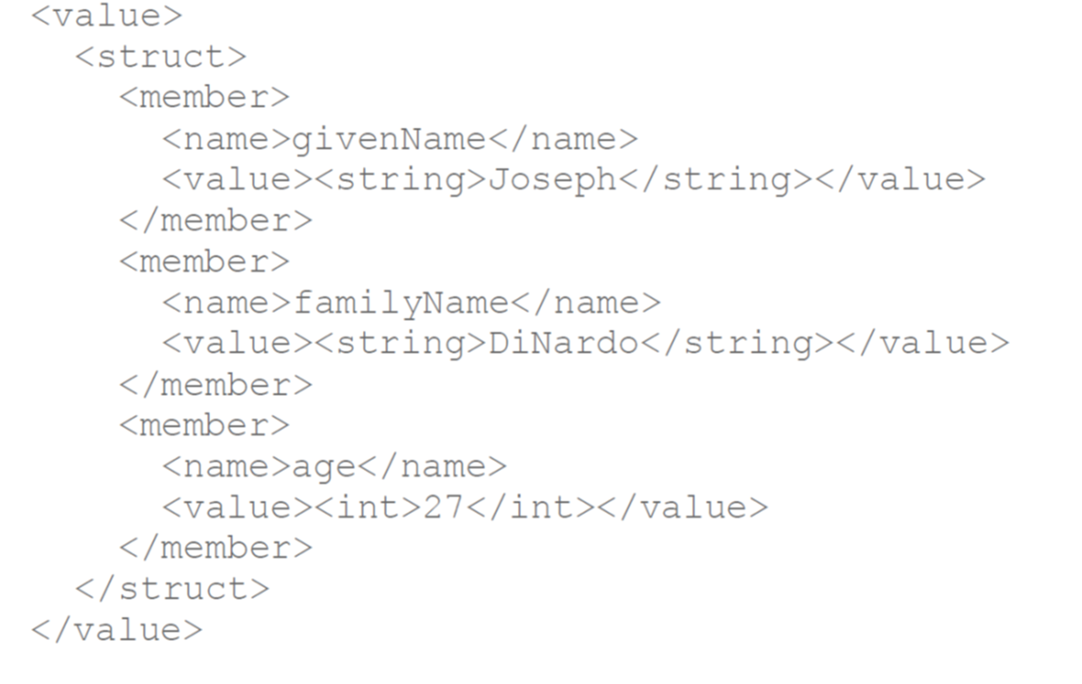 <value>
  <struct>
    <member>
      <name>givenName</name>
      <value><string>Joseph</string></value>
    </member>
    <member>
      <name>familyName</name>
      <value><string>DiNardo</string></value>
    </member>
    <member>
      <name>age</name>
      <value><int>27</int></value>
    </member>
  </struct>
</value>